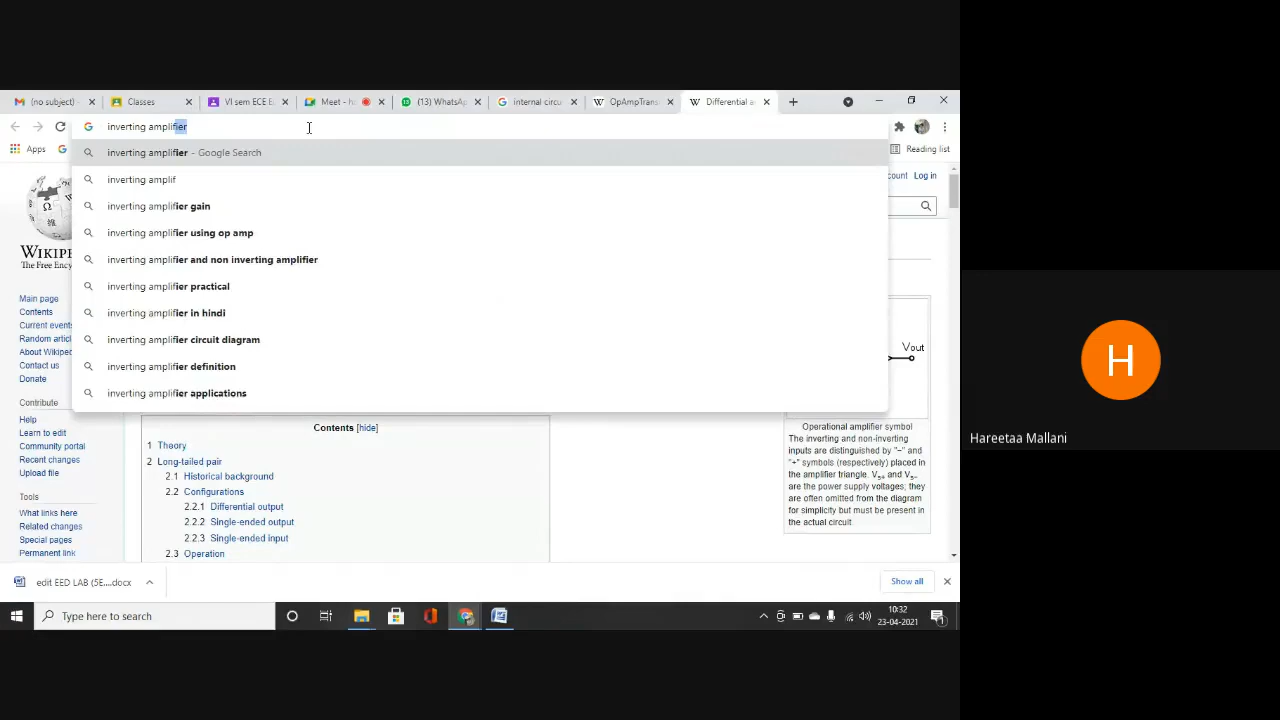 (no subject)
Classes
VI sem ECE E
Meet - h
(13) WhatsAp
internal circu
OpAmpTrans
Differential a
inverting amplifier
Apps
Reading list
inverting amplifier - Google Search
inverting amplif
inverting amplifier gain
inverting amplifier using op amp
inverting amplifier and non inverting amplifier
inverting amplifier practical
inverting amplifier in hindi
inverting amplifier circuit diagram
inverting amplifier definition
inverting amplifier applications
count Log in
WIKIPE
The Free Ency
Main page
Contents
Current events
Random articl
About Wikiped
Contact us
Donate
Contribute
Help
Learn to edit
Community portal
Recent changes
Upload file
Tools
What links here
Related changes
Special pages
Permanent link
Contents [hide]
1 Theory
2 Long-tailed pair
2.1 Historical background
2.2 Configurations
2.2.1 Differential output
2.2.2 Single-ended output
2.2.3 Single-ended input
2.3 Operation
Vout
Operational amplifier symbol
The inverting and non-inverting
inputs are distinguished by "−" and
"+" symbols (respectively) placed in
the amplifier triangle. Vs+ and Vs−
are the power supply voltages; they
are often omitted from the diagram
for simplicity but must be present in
the actual circuit.
edit EED LAB (5E....docx
Show all
Type here to search
10:32
23-04-2021
H
Hareetaa Mallani